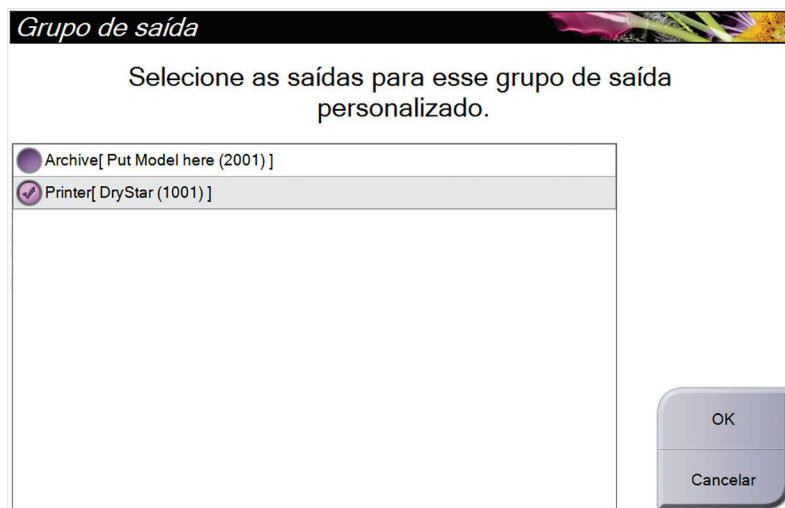 Grupo de saída
Selecione as saídas para esse grupo de saída
personalizado.
Archive[ Put Model here (2001) ]
Printer[ DryStar (1001) ]
OK
Cancelar